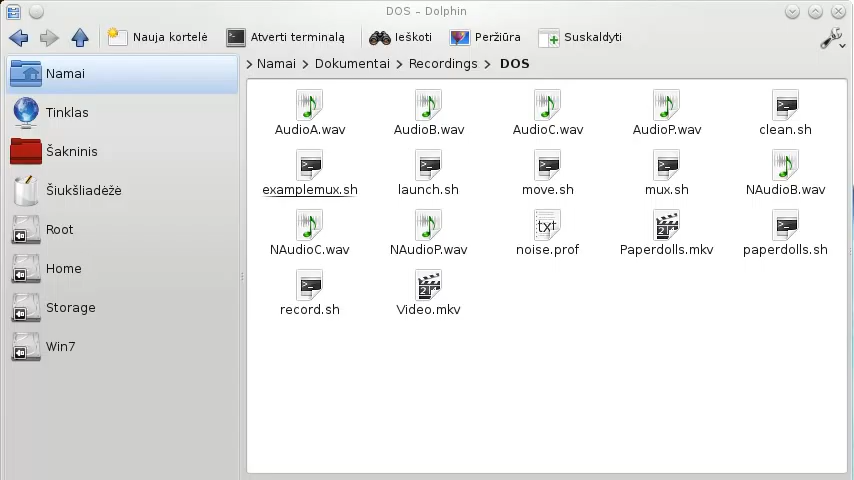 DOS – Dolphin
Nauja kortelė Atverti terminalą Ieškoti Peržiūra Suskaldyti
Namai
Tinklas
Šakninis
Šiukšliadėžė
Root
Home
Storage
Win7
Namai Dokumentai Recordings DOS
AudioA.wav AudioB.wav AudioC.wav AudioP.wav clean.sh
examplemux.sh launch.sh move.sh mux.sh NAudioB.wav
NAudioC.wav NAudioP.wav noise.prof Paperdolls.mkv paperdolls.sh
record.sh Video.mkv